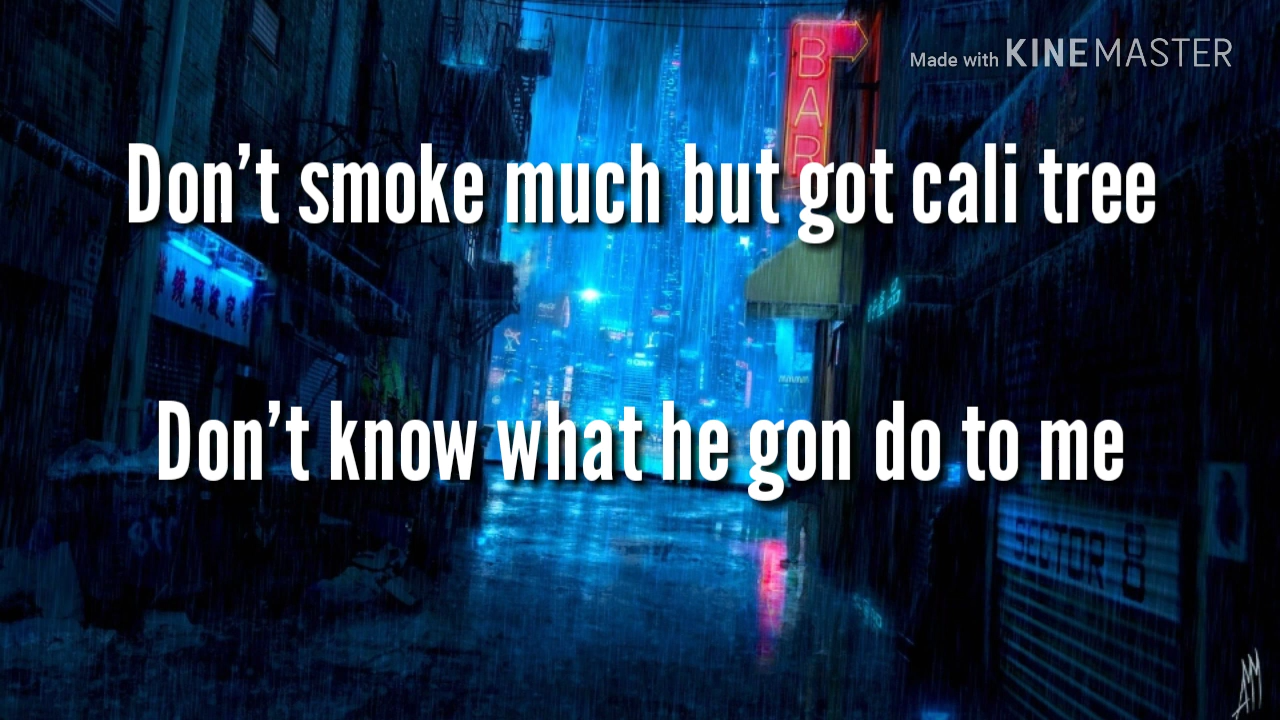 Made with KINEMASTER
BAR
Don’t smoke much but got cali tree
Don’t know what he gon do to me
SECTOR 8